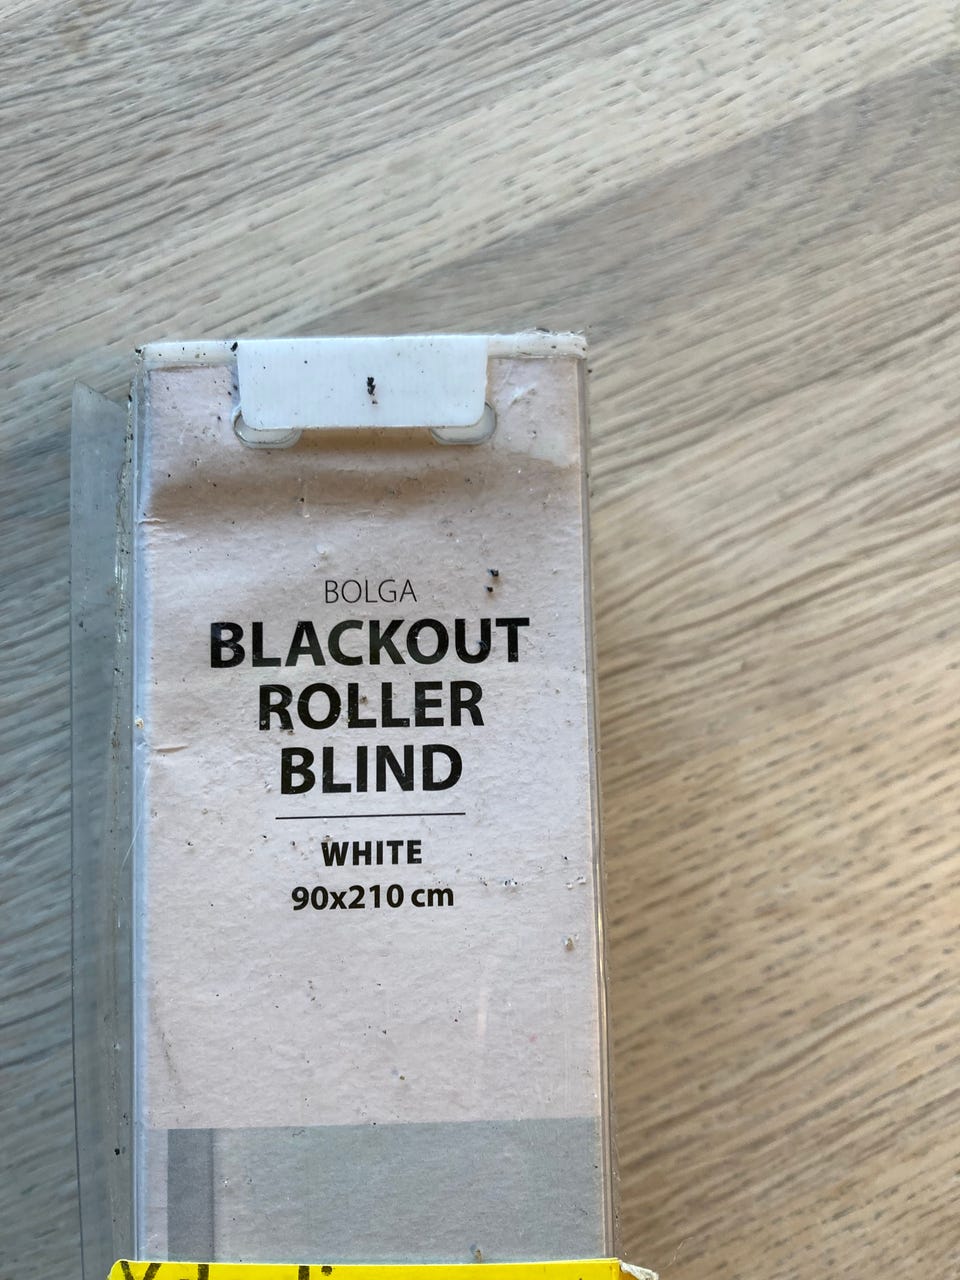 BOLGA
BLACKOUT
ROLLER
BLIND
WHITE
90x210 cm